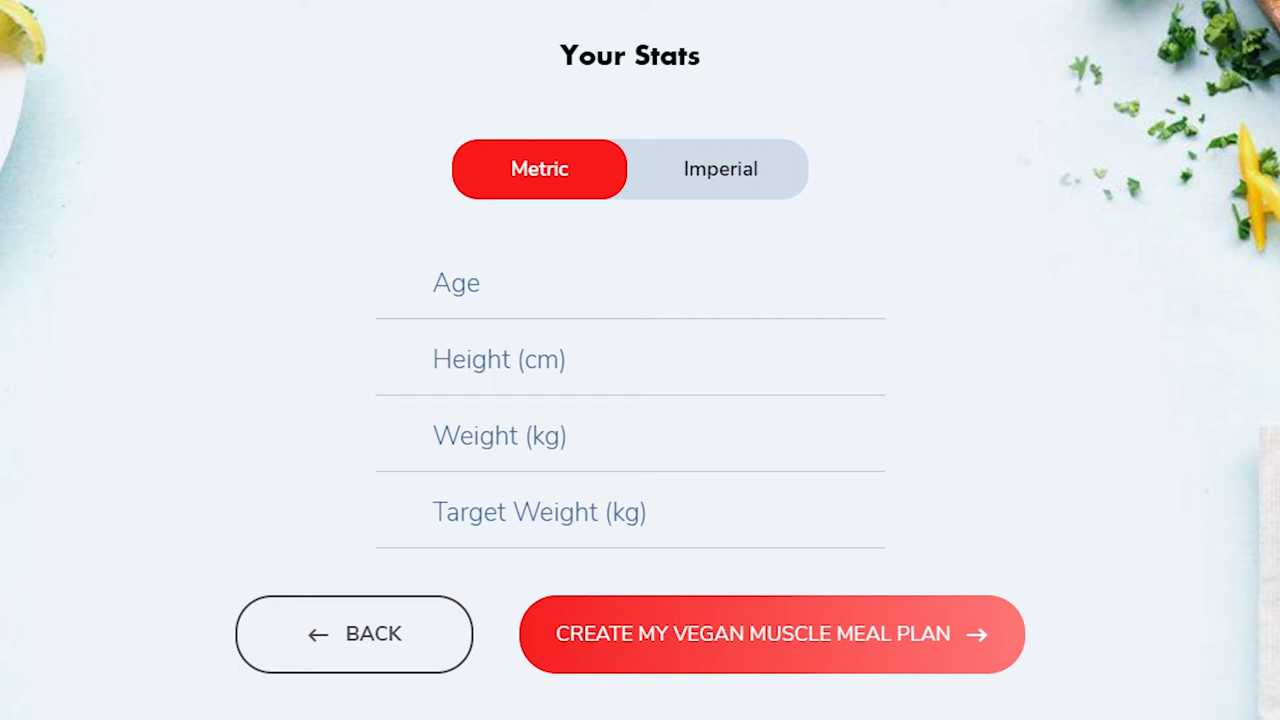 Your Stats
Metric
Imperial
Age
Height (cm)
Weight (kg)
Target Weight (kg)
BACK
CREATE MY VEGAN MUSCLE MEAL PLAN